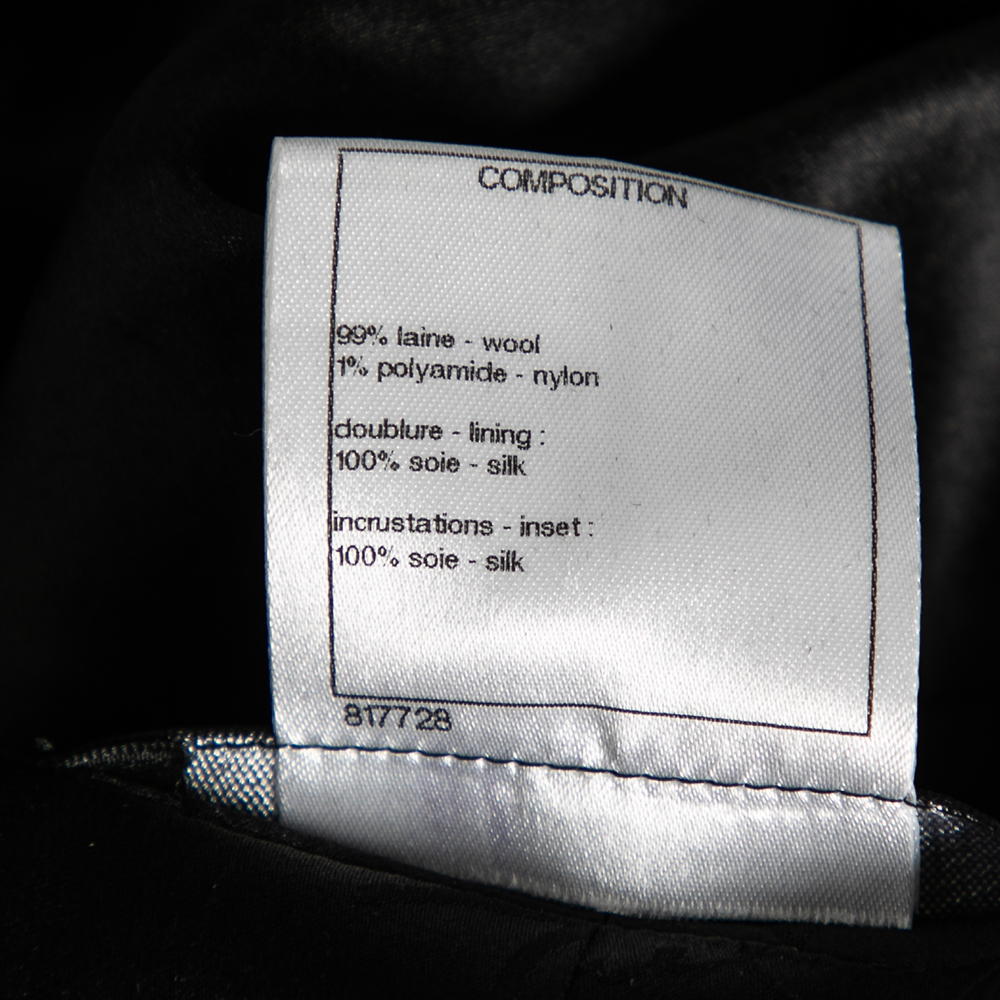 COMPOSITION
99% laine - wool
1% polyamide - nylon
doublure - lining :
100% soie - silk
incrustations - inset :
100% soie - silk
817728